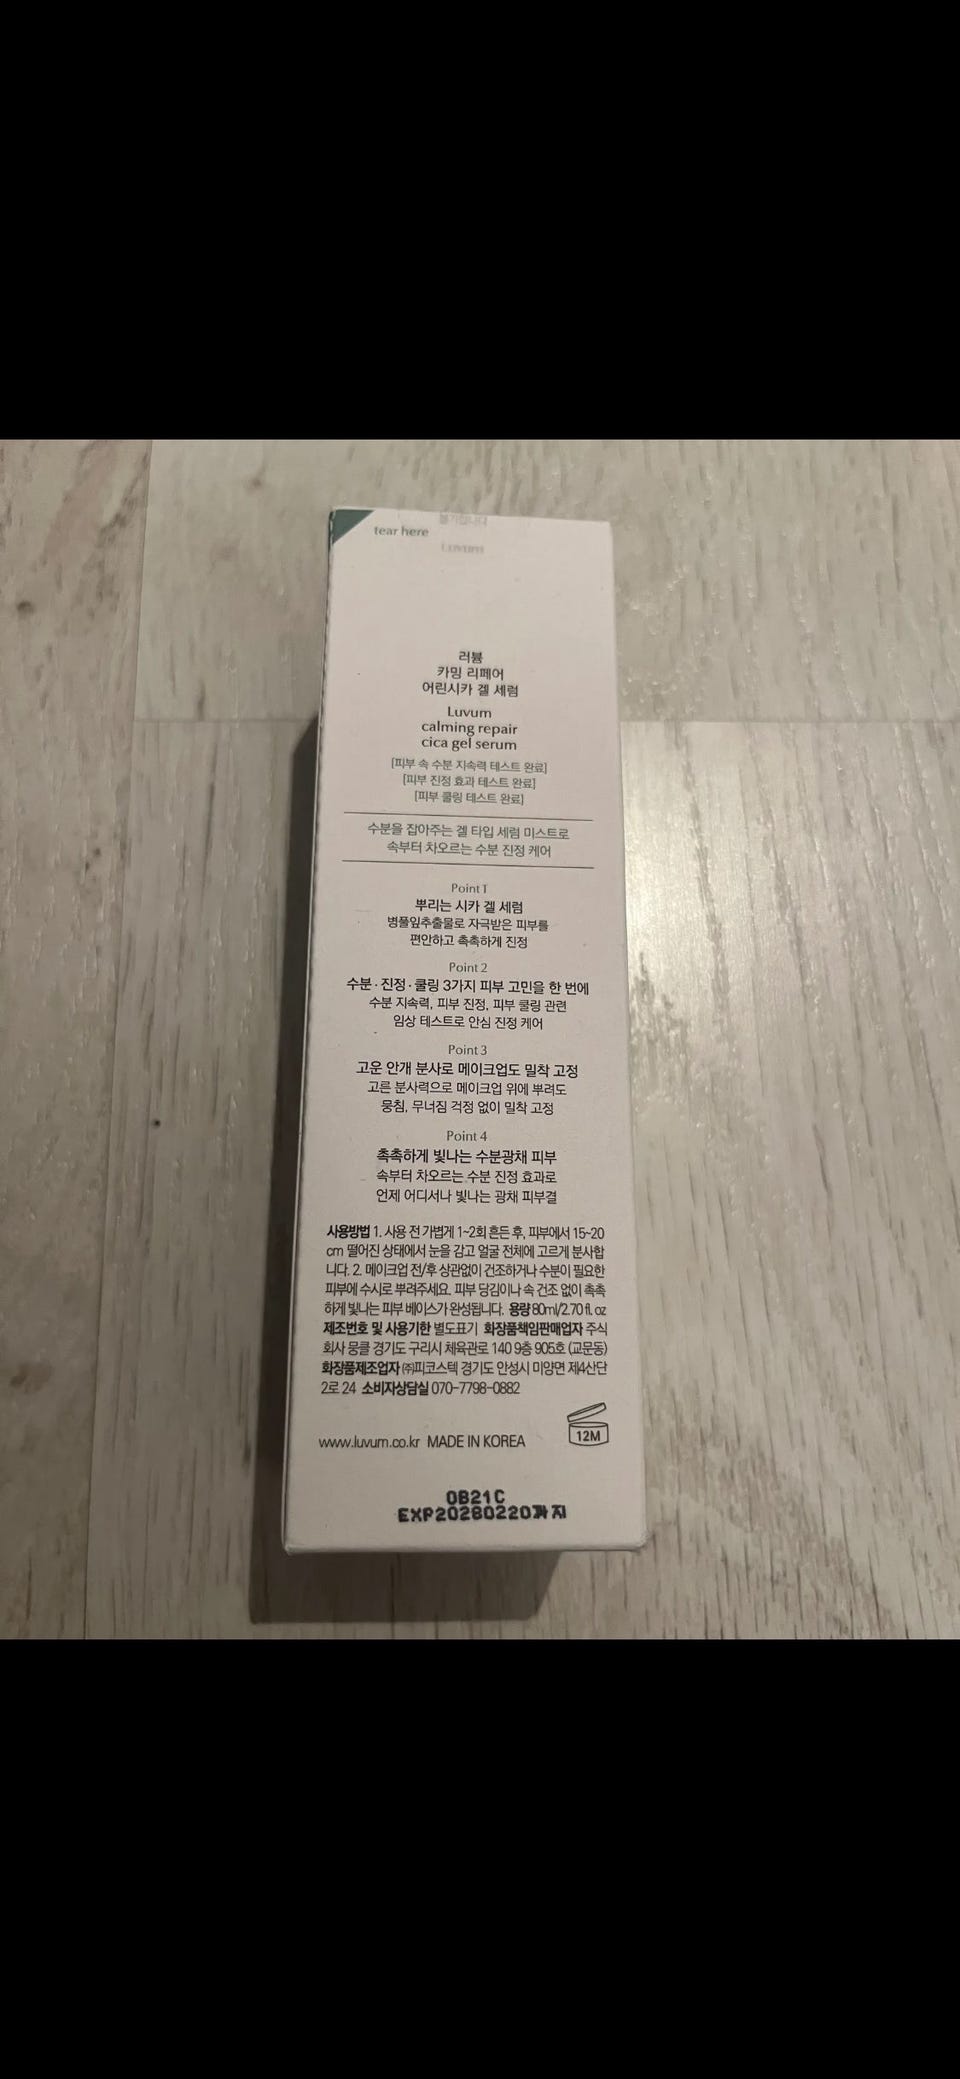 tear here
Luvum
러븀
카밍 리페어
어린시카 겔 세럼
Luvum
calming repair
cica gel serum
[피부 속 수분 지속력 테스트 완료]
[피부 진정 효과 테스트 완료]
[피부 쿨링 테스트 완료]
수분을 잡아주는 겔 타입 세럼 미스트로
속부터 차오르는 수분 진정 케어
Point 1
뿌리는 시카 겔 세럼
병풀잎추출물로 자극받은 피부를
편안하고 촉촉하게 진정
Point 2
수분·진정·쿨링 3가지 피부 고민을 한 번에
수분 지속력, 피부 진정, 피부 쿨링 관련
임상 테스트로 안심 진정 케어
Point 3
고운 안개 분사로 메이크업도 밀착 고정
고른 분사력으로 메이크업 위에 뿌려도
뭉침, 무너짐 걱정 없이 밀착 고정
Point 4
촉촉하게 빛나는 수분광채 피부
속부터 차오르는 수분 진정 효과로
언제 어디서나 빛나는 광채 피부결
사용방법 1. 사용 전 가볍게 1~2회 흔든 후, 피부에서 15~20
cm 떨어진 상태에서 눈을 감고 얼굴 전체에 고르게 분사합
니다. 2. 메이크업 전/후 상관없이 건조하거나 수분이 필요한
피부에 수시로 뿌려주세요. 피부 당김이나 속 건조 없이 촉촉
하게 빛나는 피부 베이스가 완성됩니다. 용량 80ml/2.70 fl. oz
제조번호 및 사용기한 별도표기 화장품책임판매업자 주식
회사 뭉클 경기도 구리시 체육관로 140 9층 905호 (교문동)
화장품제조업자 ㈜피코스텍 경기도 안성시 미양면 제4산단
2로 24 소비자상담실 070-7798-0882
www.luvum.co.kr MADE IN KOREA
12M
OB21C
EXP20280220까지